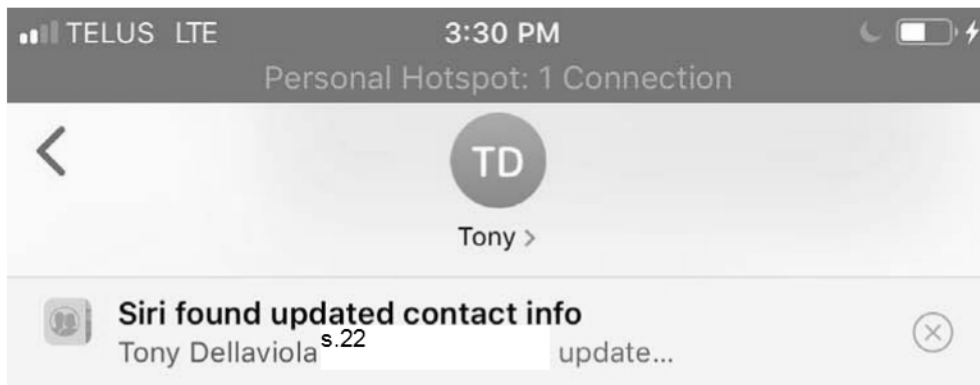 TELUS LTE 3:30 PM
Personal Hotspot: 1 Connection
TD
Tony >
Siri found updated contact info
Tony Dellaviola s.22 update...